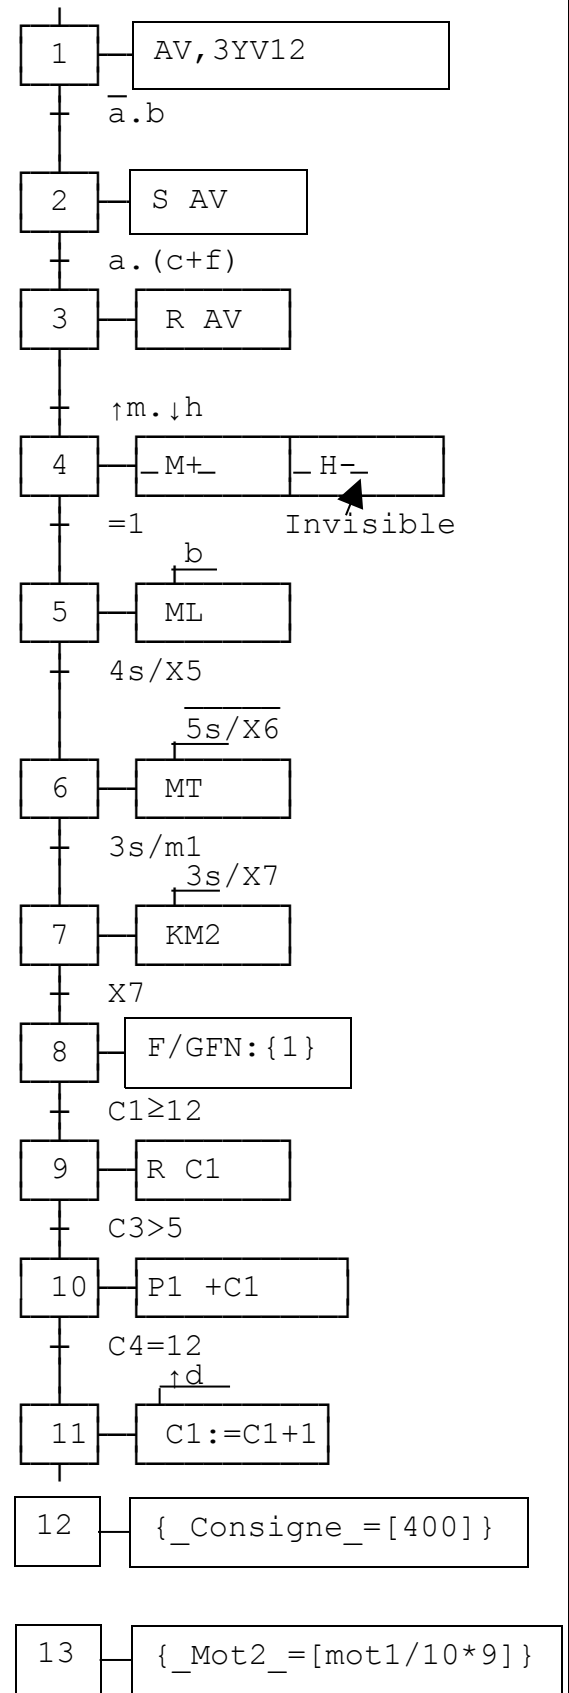 1 AV,3YV12
a̅.b
2 S AV
a.(c+f)
3 R AV
↑m.↓h
4 _M+_ _H-_
=1 Invisible
b
5 ML
4s/X5
5̅s̅/̅X̅6̅
6 MT
3s/m1
3s/X7
7 KM2
X7
8 F/GFN:{1}
C1≥12
9 R C1
C3>5
10 P1 +C1
C4=12
↑d
11 C1:=C1+1
12 {_Consigne_=[400]}
13 {_Mot2_=[mot1/10*9]}